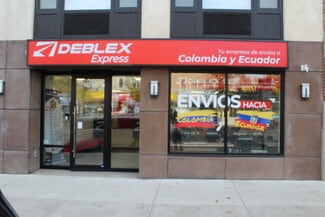 DEBLEX
Express
Tu empresa de envíos a
Colombia y Ecuador
ENVÍOS HACIA
COLOMBIA
ECUADOR